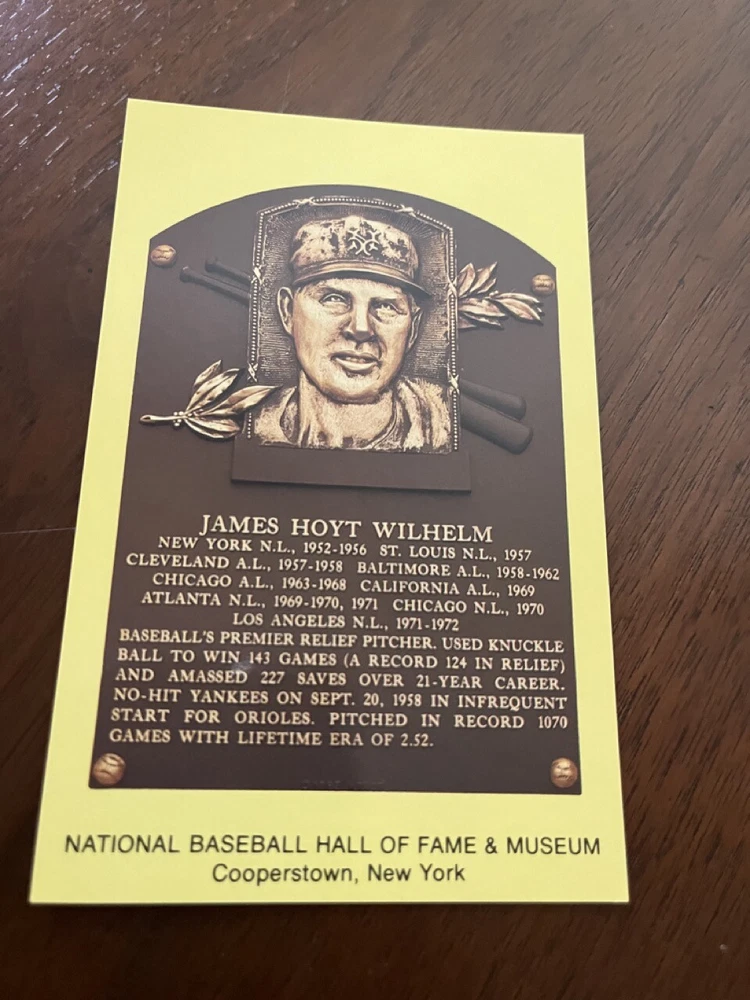 JAMES HOYT WILHELM
NEW YORK N.L., 1952-1956 ST. LOUIS N.L., 1957
CLEVELAND A.L., 1957-1958 BALTIMORE A.L., 1958-1962
CHICAGO A.L., 1963-1968 CALIFORNIA A.L., 1969
ATLANTA N.L., 1969-1970, 1971 CHICAGO N.L., 1970
LOS ANGELES N.L., 1971-1972
BASEBALL'S PREMIER RELIEF PITCHER. USED KNUCKLE
BALL TO WIN 143 GAMES (A RECORD 124 IN RELIEF)
AND AMASSED 227 SAVES OVER 21-YEAR CAREER.
NO-HIT YANKEES ON SEPT. 20, 1958 IN INFREQUENT
START FOR ORIOLES. PITCHED IN RECORD 1070
GAMES WITH LIFETIME ERA OF 2.52.
NATIONAL BASEBALL HALL OF FAME & MUSEUM
Cooperstown, New York